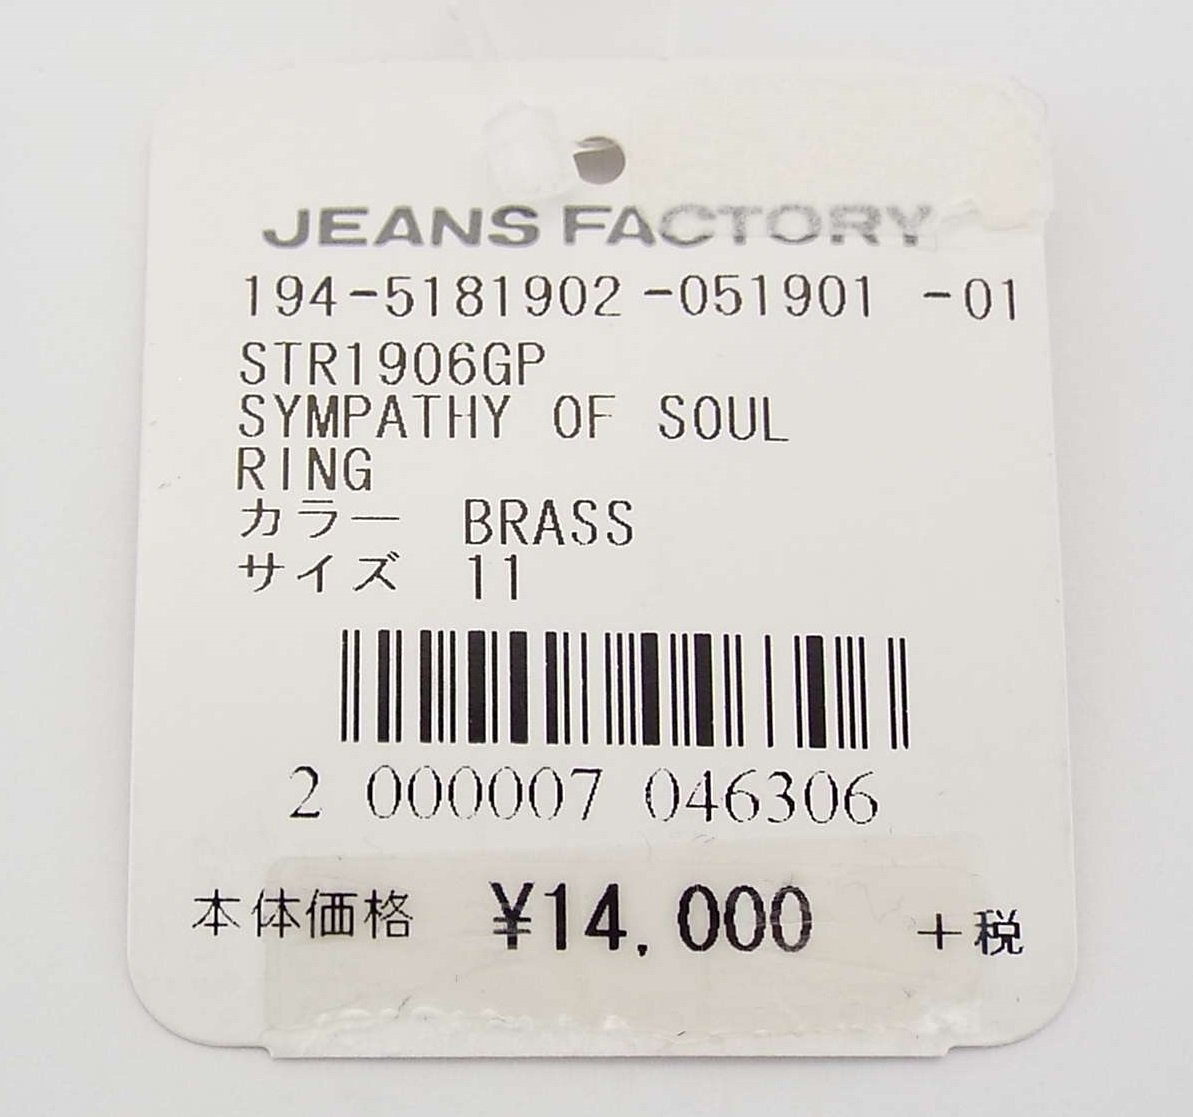 JEANS FACTORY
194-5181902-051901 -01
STR1906GP
SYMPATHY OF SOUL
RING
カラー BRASS
サイズ 11
2 000007 046306
本体価格 ¥14,000 +税